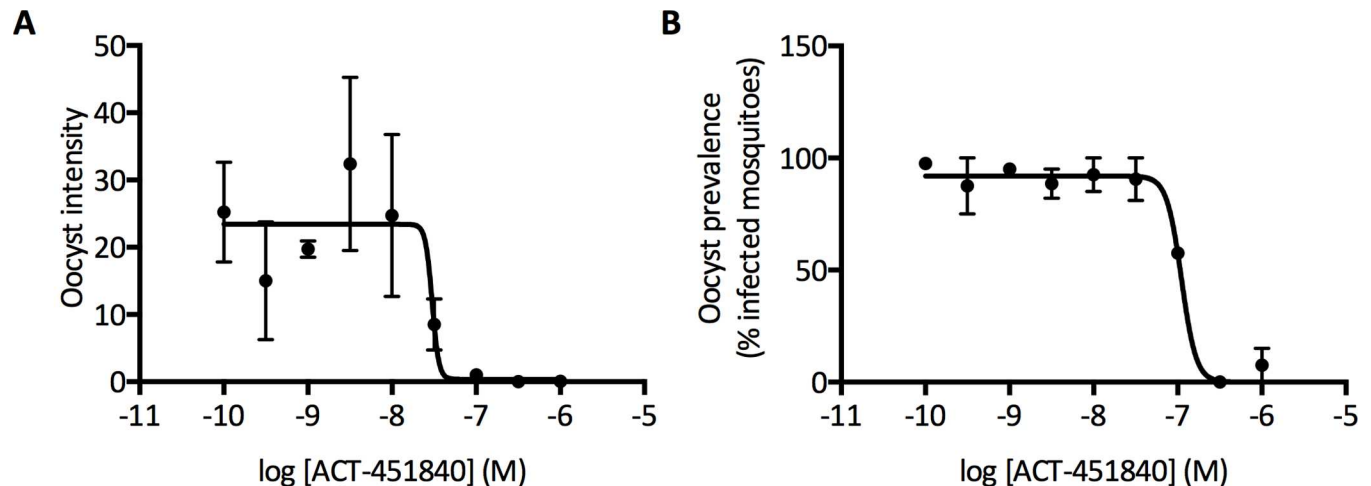 A
50
40
30
20
10
0
Oocyst intensity
-11 -10 -9 -8 -7 -6 -5
log [ACT-451840] (M)
B
150
100
50
0
Oocyst prevalence
(% infected mosquitoes)
-11 -10 -9 -8 -7 -6 -5
log [ACT-451840] (M)